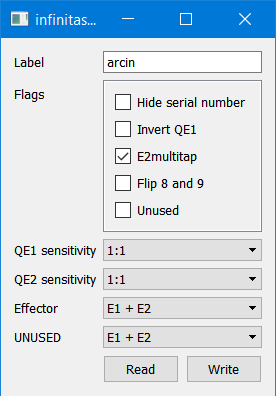 infinitas...
Label arcin
Flags
Hide serial number
Invert QE1
E2multitap
Flip 8 and 9
Unused
QE1 sensitivity 1:1
QE2 sensitivity 1:1
Effector E1 + E2
UNUSED E1 + E2
Read Write